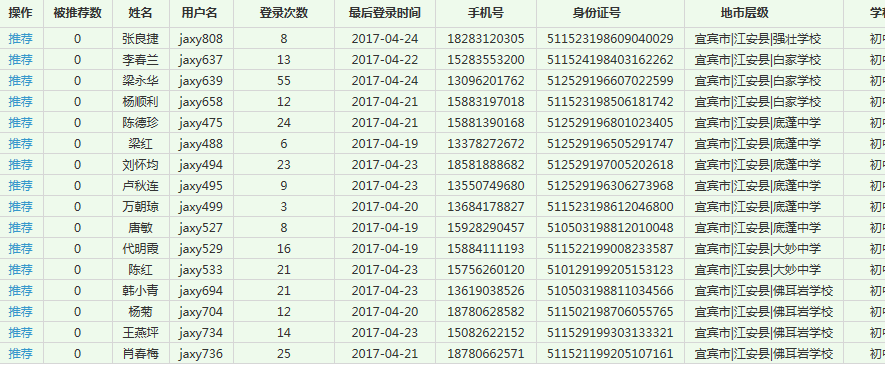 操作 被推荐数 姓名 用户名 登录次数 最后登录时间 手机号 身份证号 地市层级
推荐 0 张良捷 jaxy808 8 2017-04-24 18283120305 511523198609040029 宜宾市|江安县|强壮学校 初
推荐 0 李春兰 jaxy637 13 2017-04-22 15283553200 511524198403162262 宜宾市|江安县|白家学校 初
推荐 0 梁永华 jaxy639 55 2017-04-24 13096201762 512529196607022599 宜宾市|江安县|白家学校 初
推荐 0 杨顺利 jaxy658 12 2017-04-21 15883197018 511523198506181742 宜宾市|江安县|白家学校 初
推荐 0 陈德珍 jaxy475 24 2017-04-21 15881390168 512529196801023405 宜宾市|江安县|底蓬中学 初
推荐 0 梁红 jaxy488 6 2017-04-19 13378272672 512529196505291747 宜宾市|江安县|底蓬中学 初
推荐 0 刘怀均 jaxy494 23 2017-04-23 18581888682 512529197005202618 宜宾市|江安县|底蓬中学 初
推荐 0 卢秋连 jaxy495 9 2017-04-23 13550749680 512529196306273968 宜宾市|江安县|底蓬中学 初
推荐 0 万朝琼 jaxy499 3 2017-04-20 13684178827 511523198612046800 宜宾市|江安县|底蓬中学 初
推荐 0 唐敏 jaxy527 8 2017-04-19 15928290457 510503198812010048 宜宾市|江安县|底蓬中学 初
推荐 0 代明霞 jaxy529 16 2017-04-19 15884111193 511522199008233587 宜宾市|江安县|大妙中学 初
推荐 0 陈红 jaxy533 21 2017-04-23 15756260120 510129199205153123 宜宾市|江安县|大妙中学 初
推荐 0 韩小青 jaxy694 21 2017-04-23 13619038526 510503198811034566 宜宾市|江安县|佛耳岩学校 初
推荐 0 杨菊 jaxy704 12 2017-04-20 18780628582 511502198706055765 宜宾市|江安县|佛耳岩学校 初
推荐 0 王燕坪 jaxy734 14 2017-04-23 15082622152 511529199303133321 宜宾市|江安县|佛耳岩学校 初
推荐 0 肖春梅 jaxy736 25 2017-04-21 18780662571 511521199205107161 宜宾市|江安县|佛耳岩学校 初